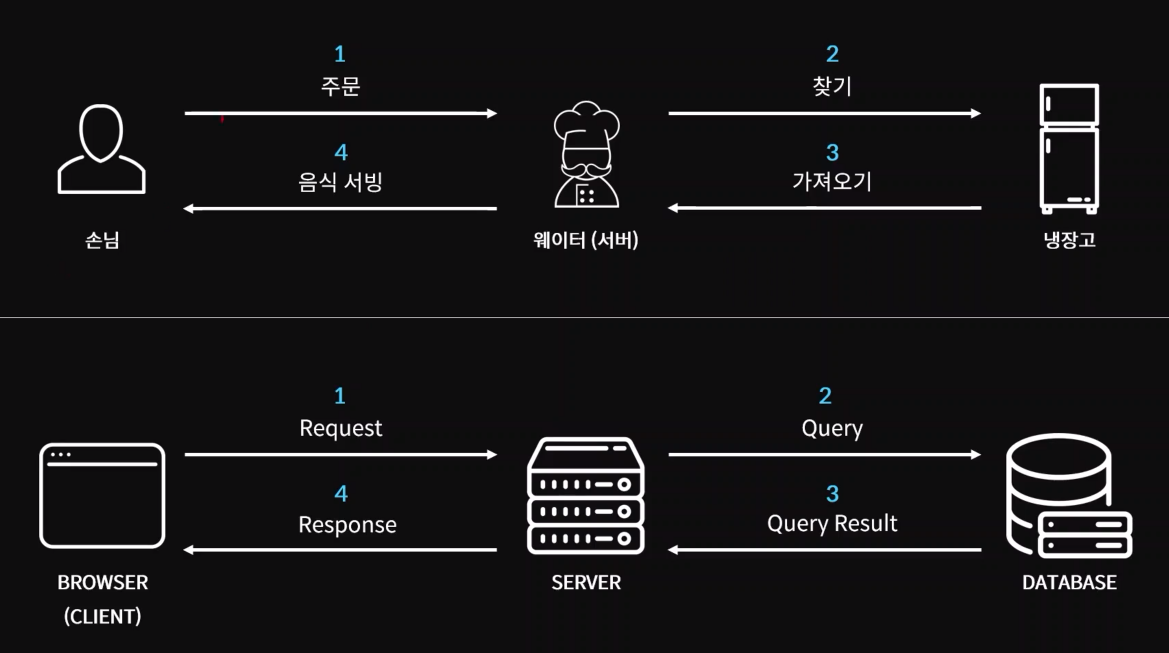 1
주문
2
찾기
4
음식 서빙
3
가져오기
손님
웨이터 (서버)
냉장고
1
Request
2
Query
4
Response
3
Query Result
BROWSER
(CLIENT)
SERVER
DATABASE